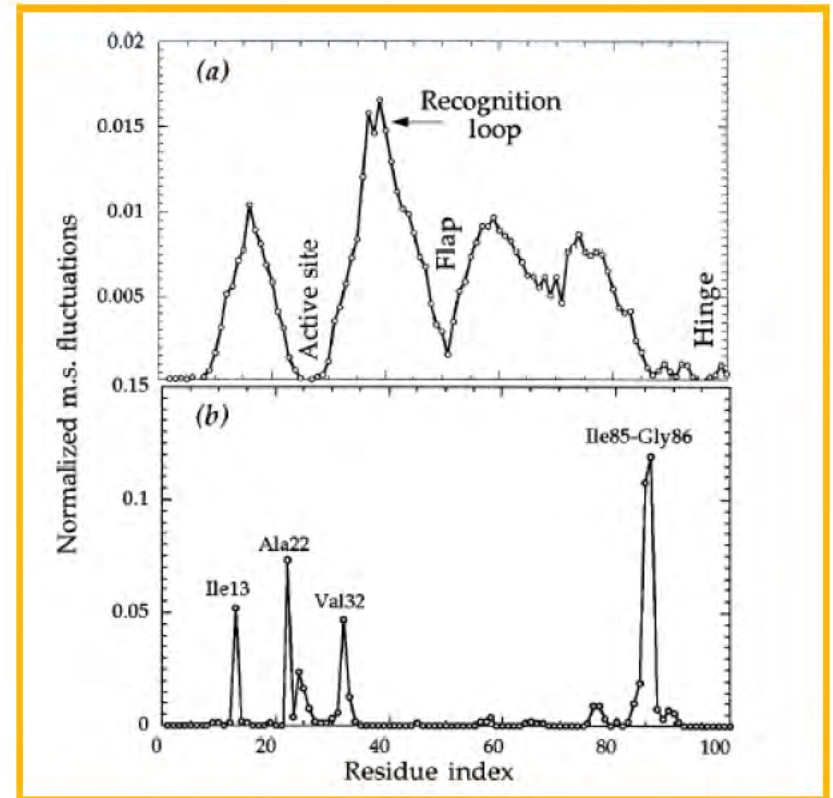 (a)
0.02
0.015
0.01
0.005
Recognition
loop
Active site
Flap
Hinge
Normalized m.s. fluctuations
(b)
0.15
0.1
0.05
0
Ile13
Ala22
Val32
Ile85-Gly86
0 20 40 60 80 100
Residue index